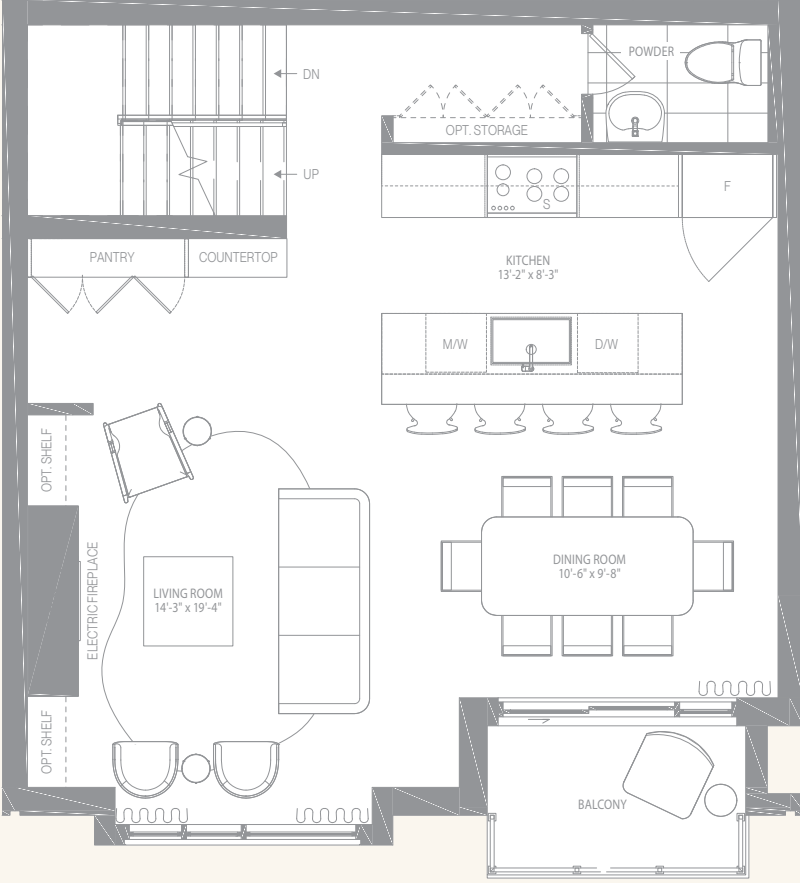 POWDER
DN
OPT. STORAGE
UP
S
F
PANTRY
COUNTERTOP
KITCHEN
13'-2" x 8'-3"
M/W
D/W
OPT. SHELF
ELECTRIC FIREPLACE
LIVING ROOM
14'-3" x 19'-4"
DINING ROOM
10'-6" x 9'-8"
OPT. SHELF
BALCONY